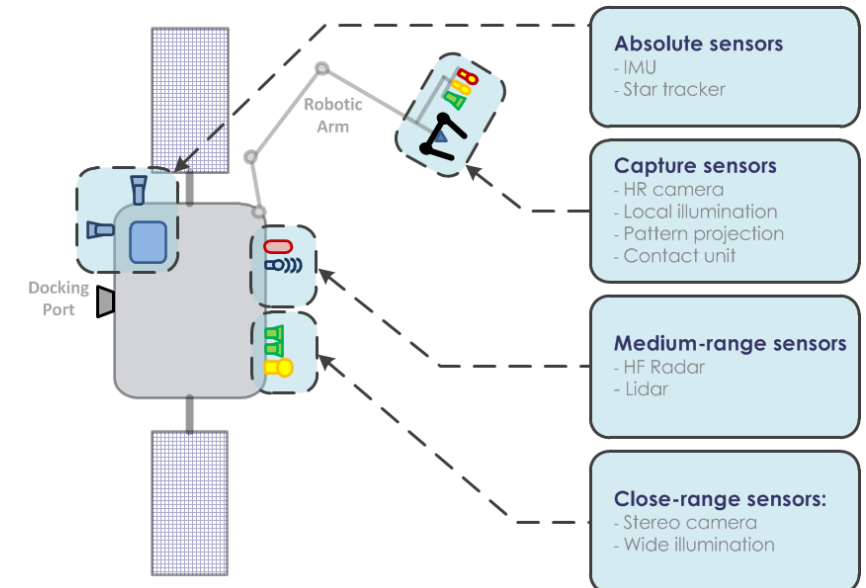 Absolute sensors
- IMU
- Star tracker
Robotic
Arm
Capture sensors
- HR camera
- Local illumination
- Pattern projection
- Contact unit
Docking
Port
Medium-range sensors
- HF Radar
- Lidar
Close-range sensors:
- Stereo camera
- Wide illumination